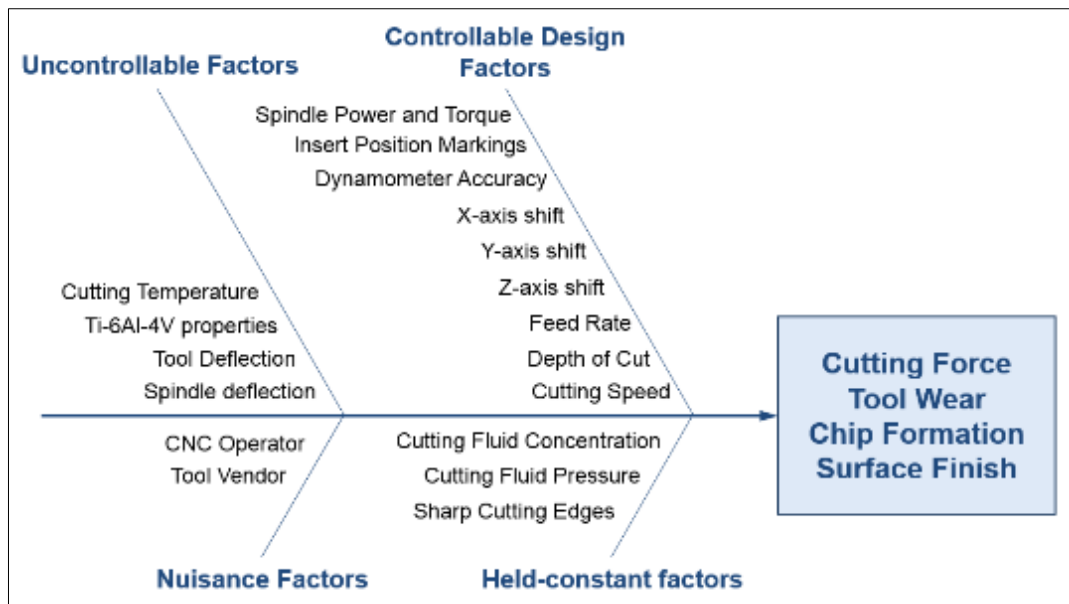 Uncontrollable Factors
Controllable Design
Factors
Spindle Power and Torque
Insert Position Markings
Dynamometer Accuracy
X-axis shift
Y-axis shift
Z-axis shift
Feed Rate
Depth of Cut
Cutting Speed
Cutting Temperature
Ti-6Al-4V properties
Tool Deflection
Spindle deflection
CNC Operator
Tool Vendor
Cutting Fluid Concentration
Cutting Fluid Pressure
Sharp Cutting Edges
Nuisance Factors
Held-constant factors
Cutting Force
Tool Wear
Chip Formation
Surface Finish